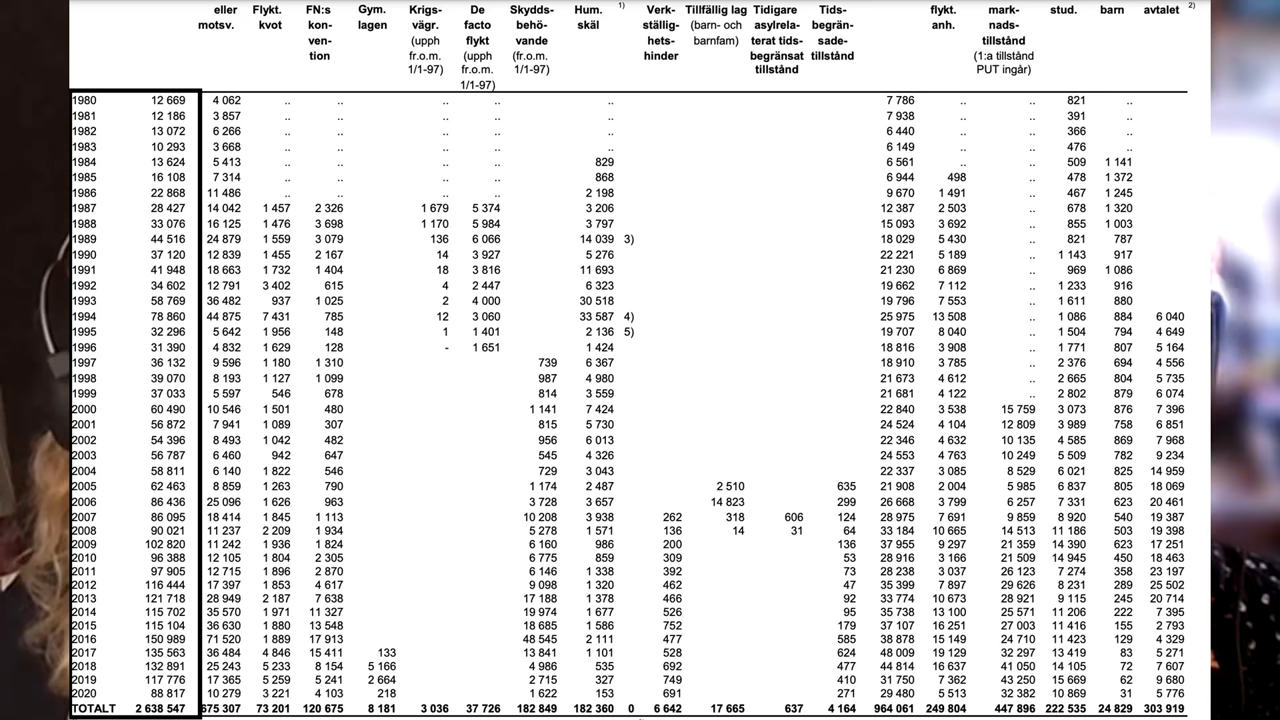 eller Flykt. FN:s Gym. Krigs- De Skydds- Hum. 1) Verk- Tillfällig lag Tidigare Tids- flykt. mark- stud. barn avtalet 2)
motsv. kvot kon- lagen vägr. facto behö- skäl ställig- (barn- och asylrela- begrän- anh. nads-
ven- (upph flykt vande hets- barnfam) terat tids- sade- tillstånd
tion fr.o.m. (upph (fr.o.m. hinder begränsat tillstånd (1:a tillstånd
1/1-97) fr.o.m. 1/1-97) tillstånd PUT ingår)
1/1-97)
1980 12 669 4 062 .. .. .. 7 786 .. .. 821 ..
1981 12 186 3 857 .. .. .. 7 938 .. .. 391 ..
1982 13 072 6 266 .. .. .. 6 440 .. .. 366 ..
1983 10 293 3 668 .. .. .. 6 149 .. .. 476 ..
1984 13 624 5 413 .. .. .. .. 829 6 561 .. .. 509 1 141
1985 16 108 7 314 .. .. .. .. 868 6 944 498 .. 478 1 372
1986 22 868 11 486 .. .. .. .. 2 198 9 670 1 491 .. 467 1 245
1987 28 427 14 042 1 457 2 326 1 679 5 374 3 206 12 387 2 503 .. 678 1 320
1988 33 076 16 125 1 476 3 698 1 170 5 984 3 797 15 093 3 692 .. 855 1 003
1989 44 516 24 879 1 559 3 079 136 6 066 14 039 3) 18 029 5 430 .. 821 787
1990 37 120 12 839 1 455 2 167 14 3 927 5 276 22 221 5 189 .. 1 143 917
1991 41 948 18 663 1 732 1 404 18 3 816 11 693 21 230 6 869 .. 969 1 086
1992 34 602 12 791 3 402 615 4 2 447 6 323 19 662 7 112 .. 1 233 916
1993 58 769 36 482 937 1 025 2 4 000 30 518 19 796 7 553 .. 1 611 880
1994 78 860 44 875 7 431 785 12 3 060 33 587 4) 25 975 13 508 .. 1 086 884 6 040
1995 32 296 5 642 1 956 148 1 1 401 2 136 5) 19 707 8 040 .. 1 504 794 4 649
1996 31 390 4 832 1 629 128 - 1 651 1 424 18 816 3 908 .. 1 771 807 5 164
1997 36 132 9 596 1 180 1 310 739 6 367 18 910 3 785 .. 2 376 694 4 556
1998 39 070 8 193 1 127 1 099 987 4 980 21 673 4 612 .. 2 665 804 5 735
1999 37 033 5 597 546 678 814 3 559 21 681 4 122 .. 2 802 879 6 074
2000 60 490 10 546 1 501 480 1 141 7 424 22 840 3 538 15 759 3 073 876 7 396
2001 56 872 7 941 1 089 307 815 5 730 24 524 4 104 12 809 3 989 758 6 851
2002 54 396 8 493 1 042 482 956 6 013 22 346 4 632 10 135 4 585 869 7 968
2003 56 787 6 460 942 647 545 4 326 24 553 4 763 10 249 5 509 782 9 234
2004 58 811 6 140 1 822 546 729 3 043 22 337 3 085 8 529 6 021 825 14 959
2005 62 463 8 859 1 263 790 1 174 2 487 2 510 635 21 908 2 004 5 985 6 837 805 18 069
2006 86 436 25 096 1 626 963 3 728 3 657 14 823 299 26 668 3 799 6 257 7 331 623 20 461
2007 86 095 18 414 1 845 1 113 10 208 3 938 262 318 606 124 28 975 7 691 9 859 8 920 540 19 387
2008 90 021 11 237 2 209 1 934 5 278 1 571 136 14 31 64 33 184 10 665 14 513 11 186 503 19 398
2009 102 820 11 242 1 936 1 824 6 160 986 200 136 37 955 9 297 21 359 14 390 623 17 251
2010 96 388 12 105 1 804 2 305 6 775 859 309 53 28 916 3 166 21 509 14 945 450 18 463
2011 97 905 12 715 1 896 2 870 6 146 1 338 392 73 28 238 3 037 26 123 7 274 358 23 197
2012 116 444 17 397 1 853 4 617 9 098 1 320 462 47 35 399 7 897 29 626 8 231 289 25 502
2013 121 718 28 949 2 187 7 638 17 188 1 378 466 92 33 774 10 673 28 921 9 115 245 20 714
2014 115 702 35 570 1 971 11 327 19 974 1 677 526 95 35 738 13 100 25 571 11 206 222 7 395
2015 115 104 36 630 1 880 13 548 18 685 1 586 752 179 37 107 16 251 27 003 11 416 155 2 793
2016 150 989 71 520 1 889 17 913 48 545 2 111 477 585 38 878 15 149 24 710 11 423 129 4 329
2017 135 563 36 484 4 846 15 411 133 13 841 1 101 528 624 48 009 19 129 32 297 13 419 83 5 271
2018 132 891 25 243 5 233 8 154 5 166 4 986 535 692 477 44 814 16 637 41 050 14 105 72 7 607
2019 117 776 17 365 5 259 5 241 2 664 2 715 327 749 410 31 750 7 362 43 250 15 669 62 9 680
2020 88 817 10 279 3 221 4 103 218 1 622 153 691 271 29 480 5 513 32 382 10 869 31 5 776
TOTALT 2 638 547 675 307 73 201 120 675 8 181 3 036 37 726 182 849 182 360 0 6 642 17 665 637 4 164 964 061 249 804 447 896 222 535 24 829 303 919